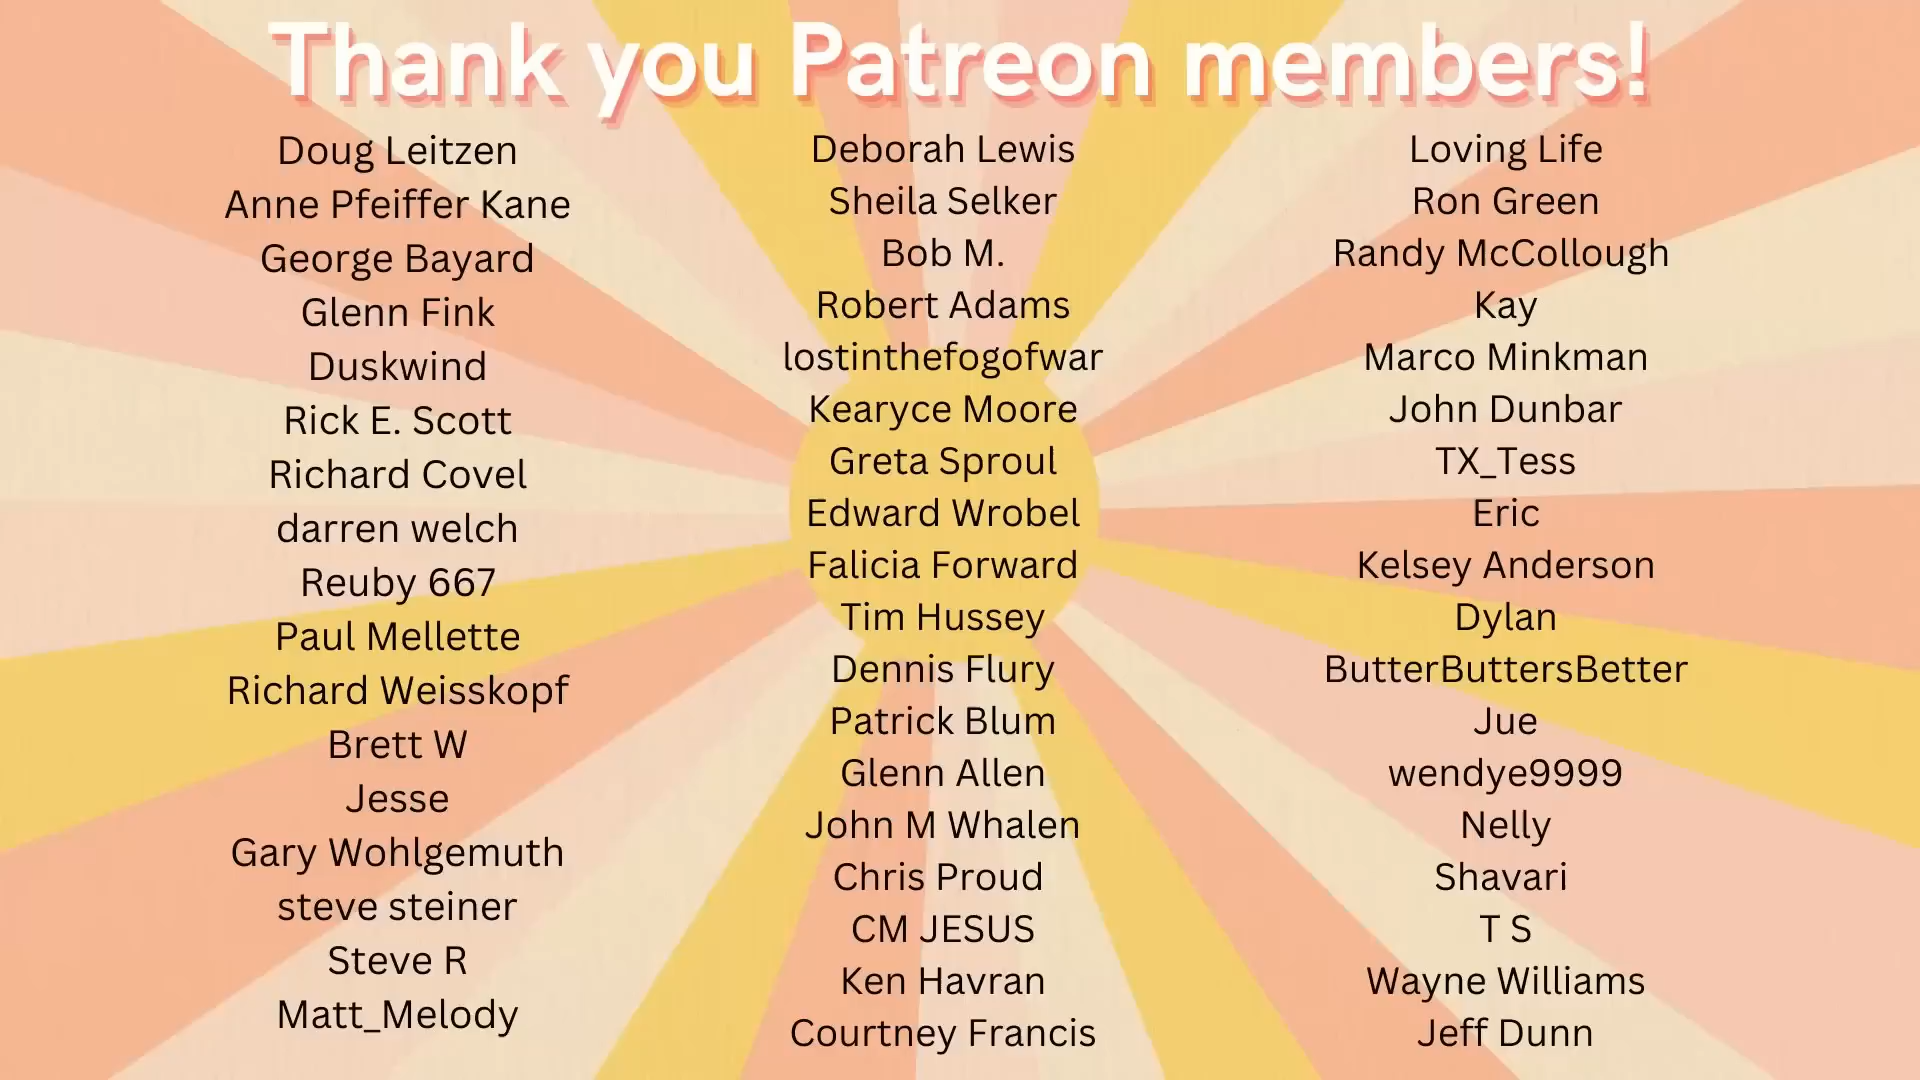 Thank you Patreon members!
Doug Leitzen
Anne Pfeiffer Kane
George Bayard
Glenn Fink
Duskwind
Rick E. Scott
Richard Covel
darren welch
Reuby 667
Paul Mellette
Richard Weisskopf
Brett W
Jesse
Gary Wohlgemuth
steve steiner
Steve R
Matt_Melody
Deborah Lewis
Sheila Selker
Bob M.
Robert Adams
lostinthefogofwar
Kearyce Moore
Greta Sproul
Edward Wrobel
Falicia Forward
Tim Hussey
Dennis Flury
Patrick Blum
Glenn Allen
John M Whalen
Chris Proud
CM JESUS
Ken Havran
Courtney Francis
Loving Life
Ron Green
Randy McCollough
Kay
Marco Minkman
John Dunbar
TX_Tess
Eric
Kelsey Anderson
Dylan
ButterButtersBetter
Jue
wendye9999
Nelly
Shavari
T S
Wayne Williams
Jeff Dunn